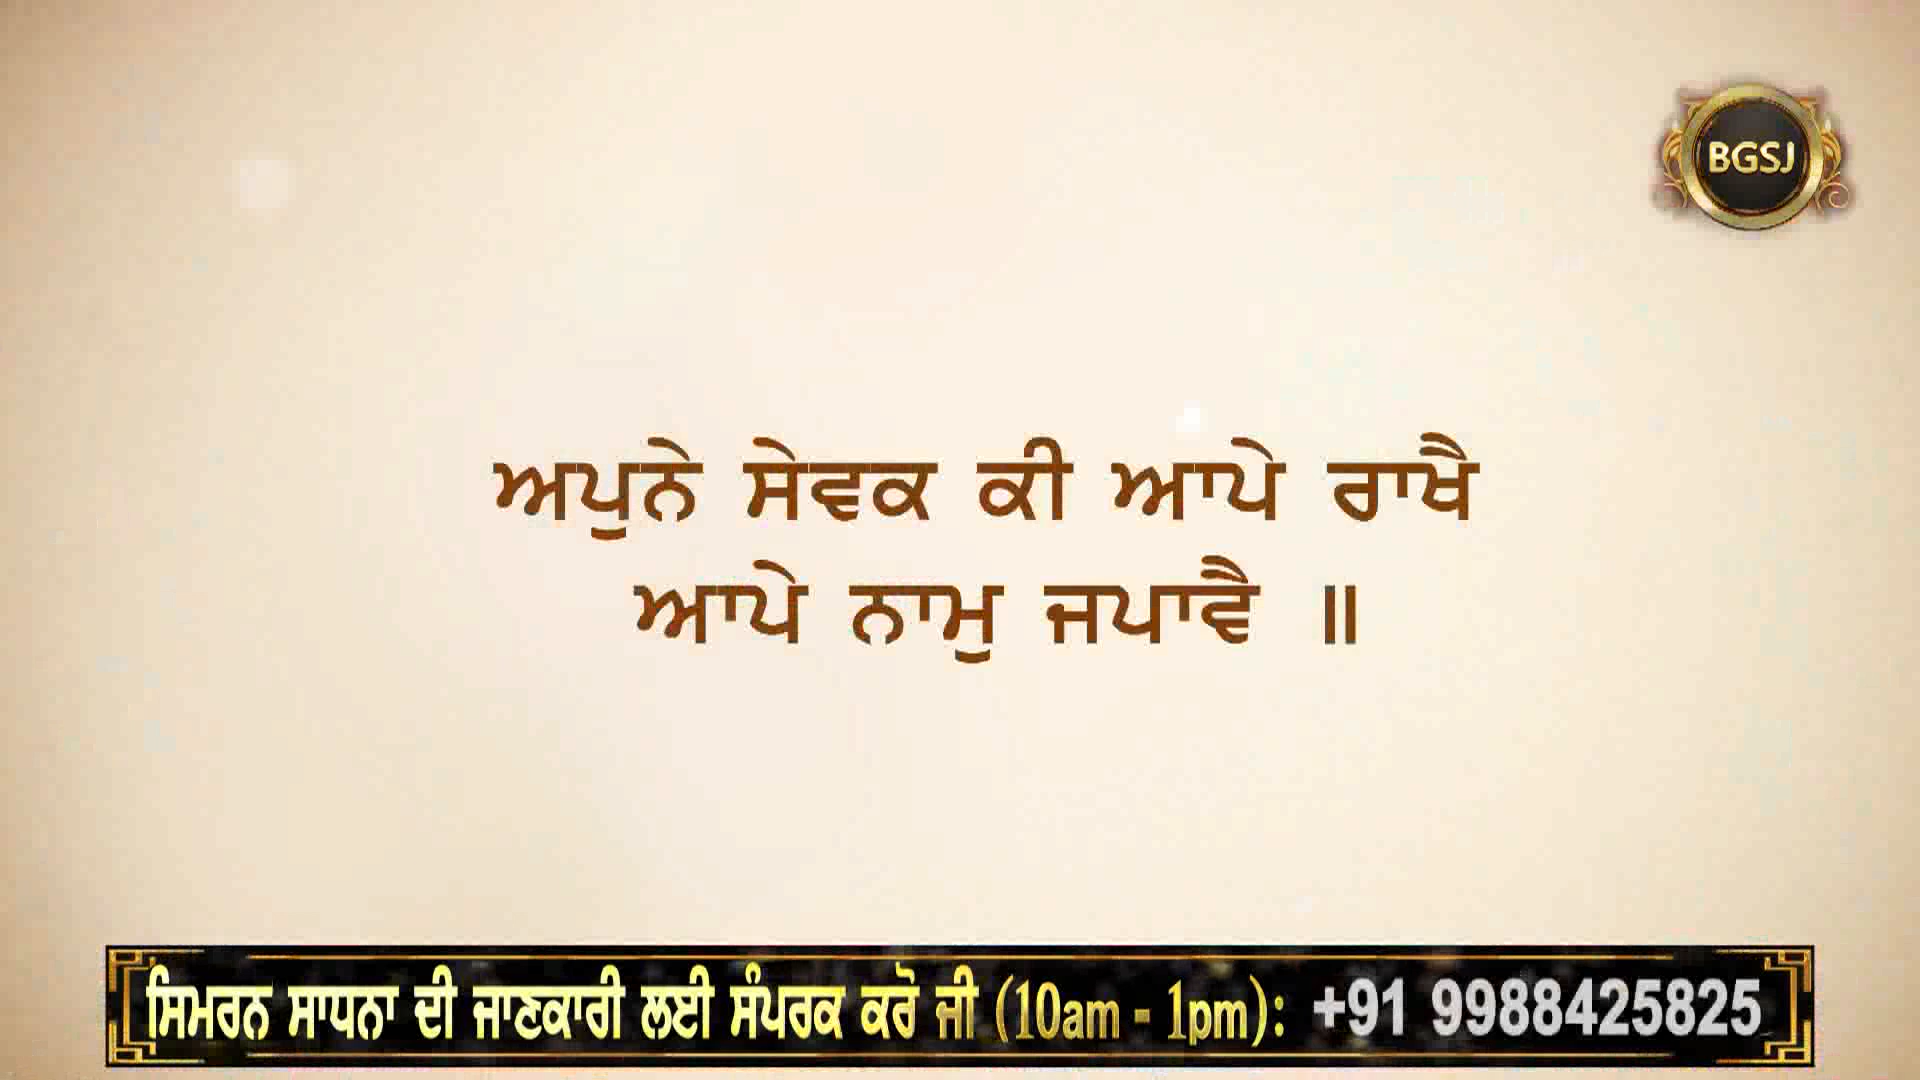 BGSJ
ਅਪੁਨੇ ਸੇਵਕ ਕੀ ਆਪੇ ਰਾਖੈ
ਆਪੇ ਨਾਮੁ ਜਪਾਵੈ ॥
ਸਿਮਰਨ ਸਾਧਨਾ ਦੀ ਜਾਣਕਾਰੀ ਲਈ ਸੰਪਰਕ ਕਰੋ ਜੀ (10am - 1pm): +91 9988425825